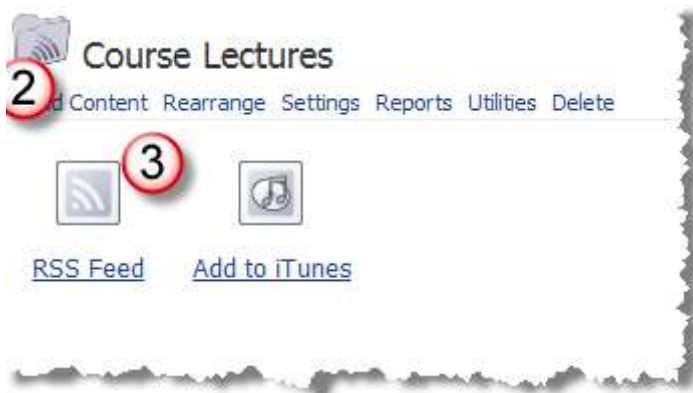 Course Lectures
2 Content Rearrange Settings Reports Utilities Delete
3
RSS Feed Add to iTunes